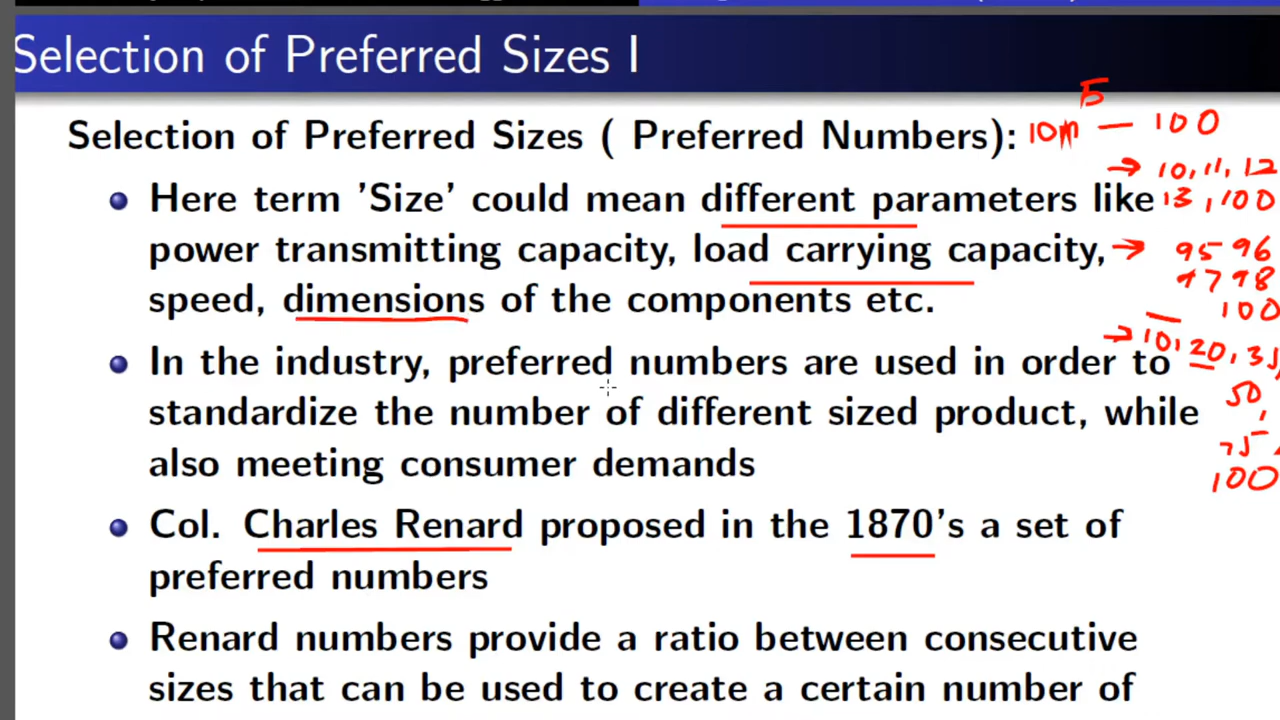 Selection of Preferred Sizes I
5
Selection of Preferred Sizes ( Preferred Numbers): 10m — 100
→ 10, 11, 12
Here term 'Size' could mean different parameters like 13, 100
power transmitting capacity, load carrying capacity, → 95 96
97 98
speed, dimensions of the components etc. 100
→ 10, 20, 35,
In the industry, preferred numbers are used in order to
50,
standardize the number of different sized product, while
75
also meeting consumer demands
100
Col. Charles Renard proposed in the 1870's a set of
preferred numbers
Renard numbers provide a ratio between consecutive
sizes that can be used to create a certain number of